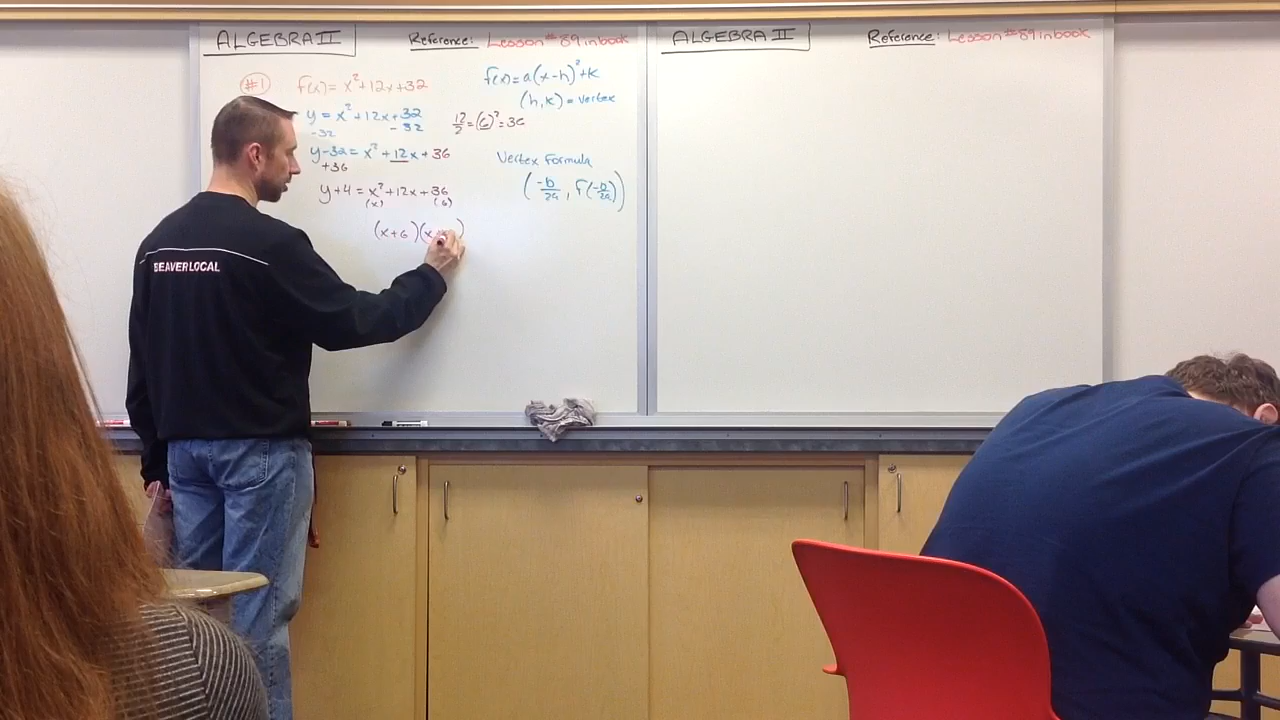 ALGEBRA II
Reference: Lesson # 89 in book
#1
f(x) = x² + 12x + 32
y = x² + 12x + 32
-32 - 32
y - 32 = x² + 12x + 36
+36
y + 4 = x² + 12x + 36
(x) (6)
(x + 6)(x
12/2 = (6)² = 36
f(x) = a(x - h)² + k
(h, k) = vertex
Vertex Formula
(-b/2a, f(-b/2a))
ALGEBRA II
Reference: Lesson # 89 in book
BEAVER LOCAL